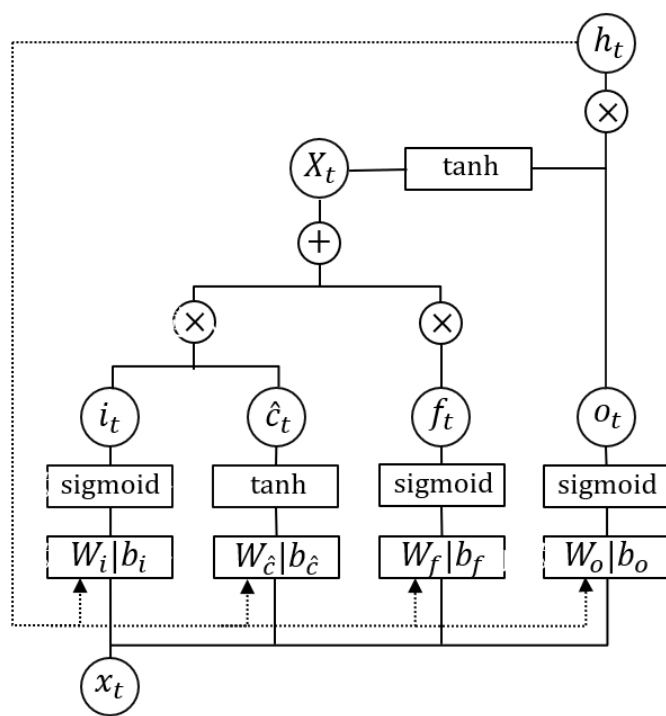 h_t
×
X_t tanh
+
× ×
i_t ĉ_t f_t o_t
sigmoid tanh sigmoid sigmoid
W_i|b_i W_ĉ|b_ĉ W_f|b_f W_o|b_o
x_t